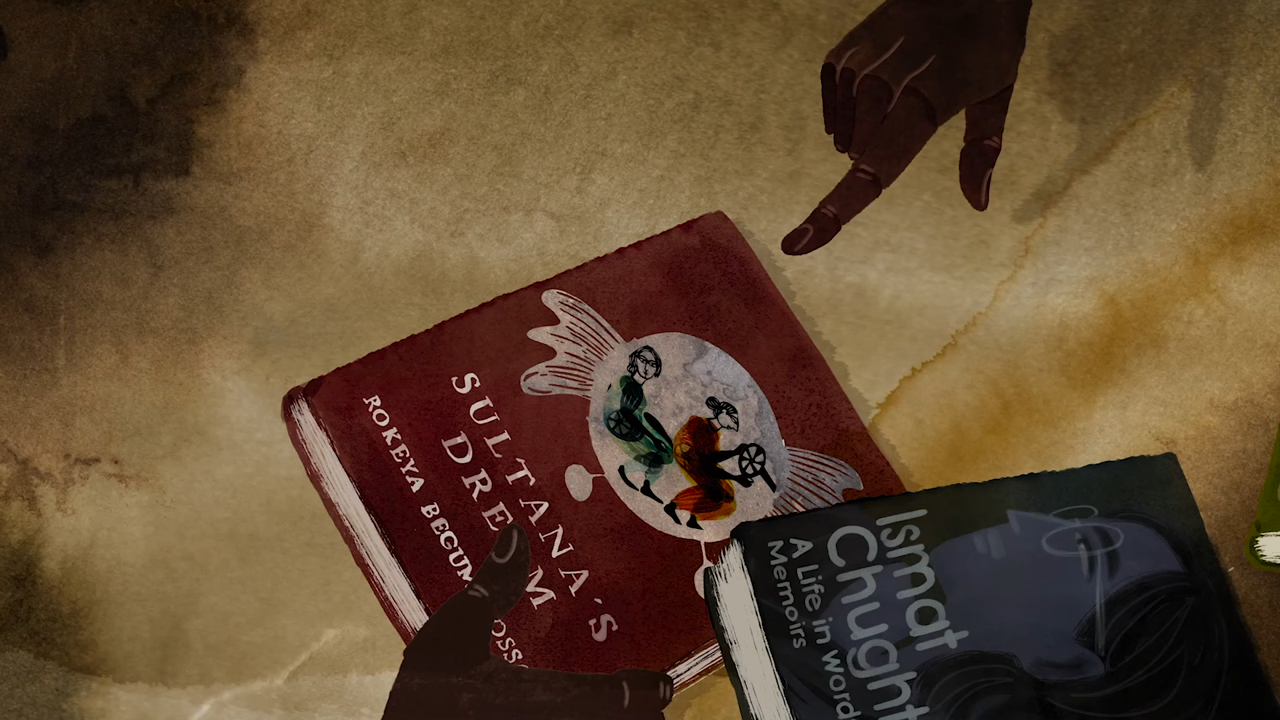 SULTANA'S
DREAM
ROKEYA BEGUM
Ismat
Chught
A Life in Word
Memoirs